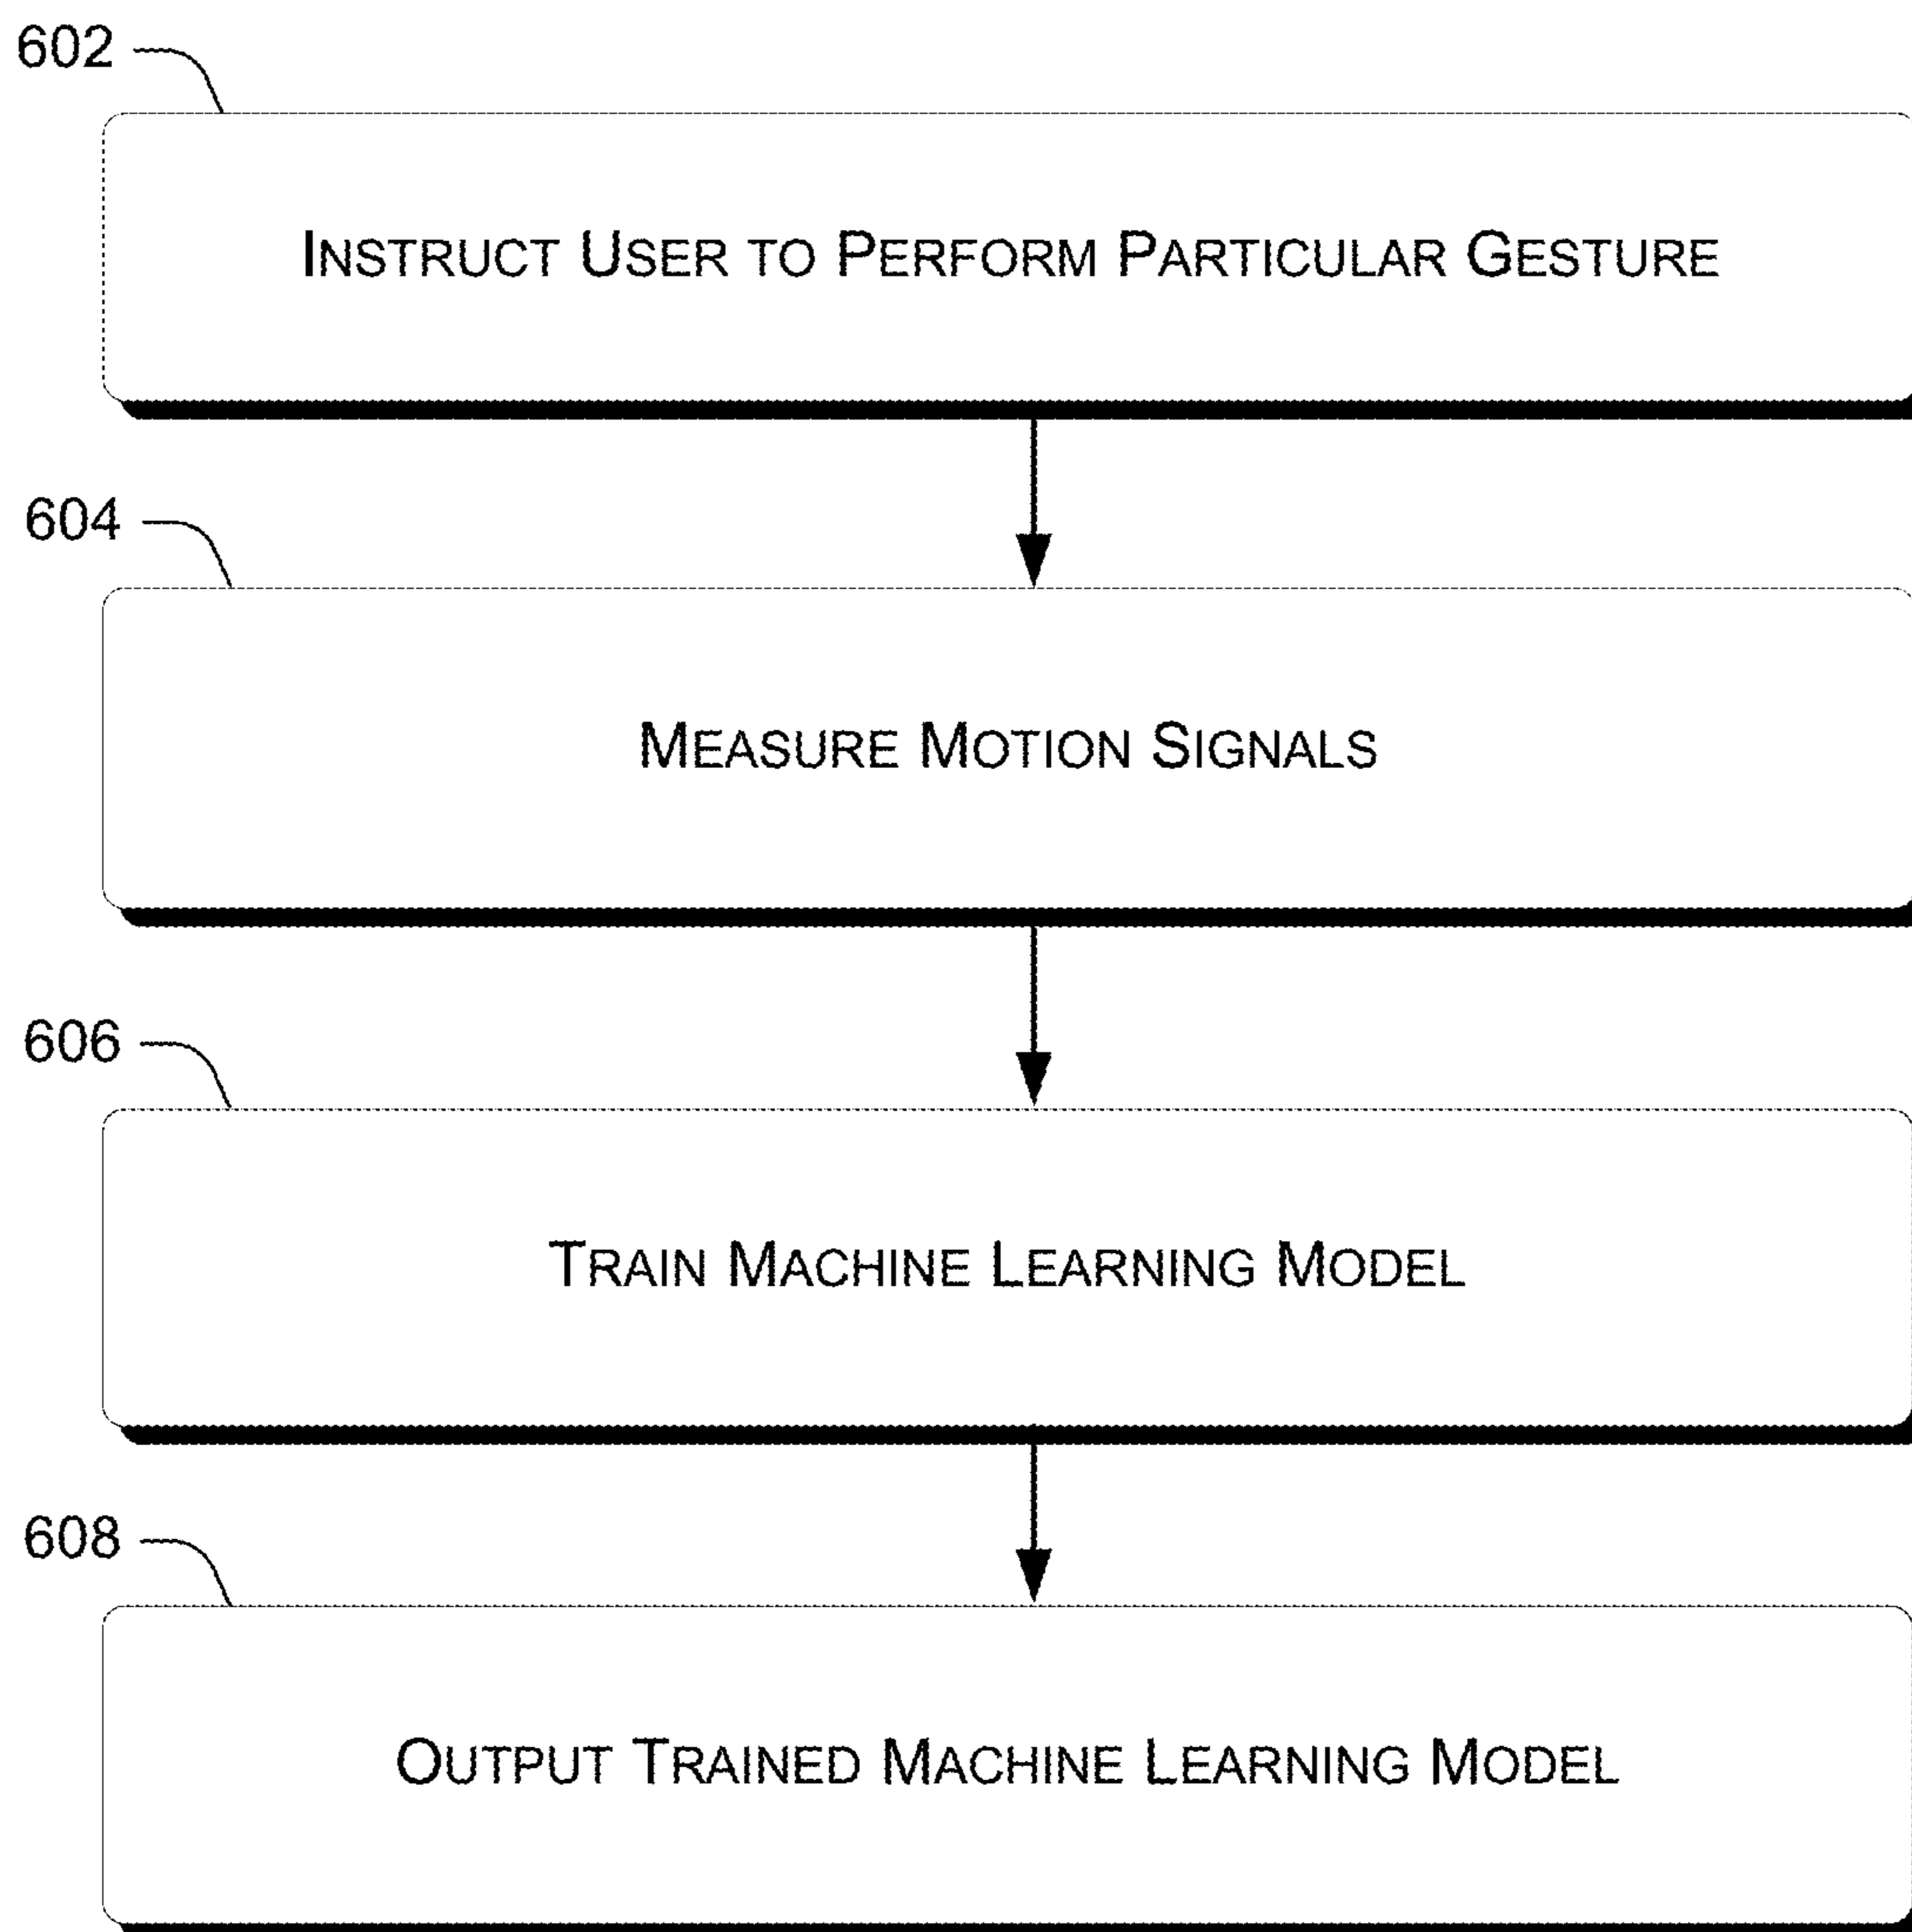 602
INSTRUCT USER TO PERFORM PARTICULAR GESTURE
604
MEASURE MOTION SIGNALS
606
TRAIN MACHINE LEARNING MODEL
608
OUTPUT TRAINED MACHINE LEARNING MODEL